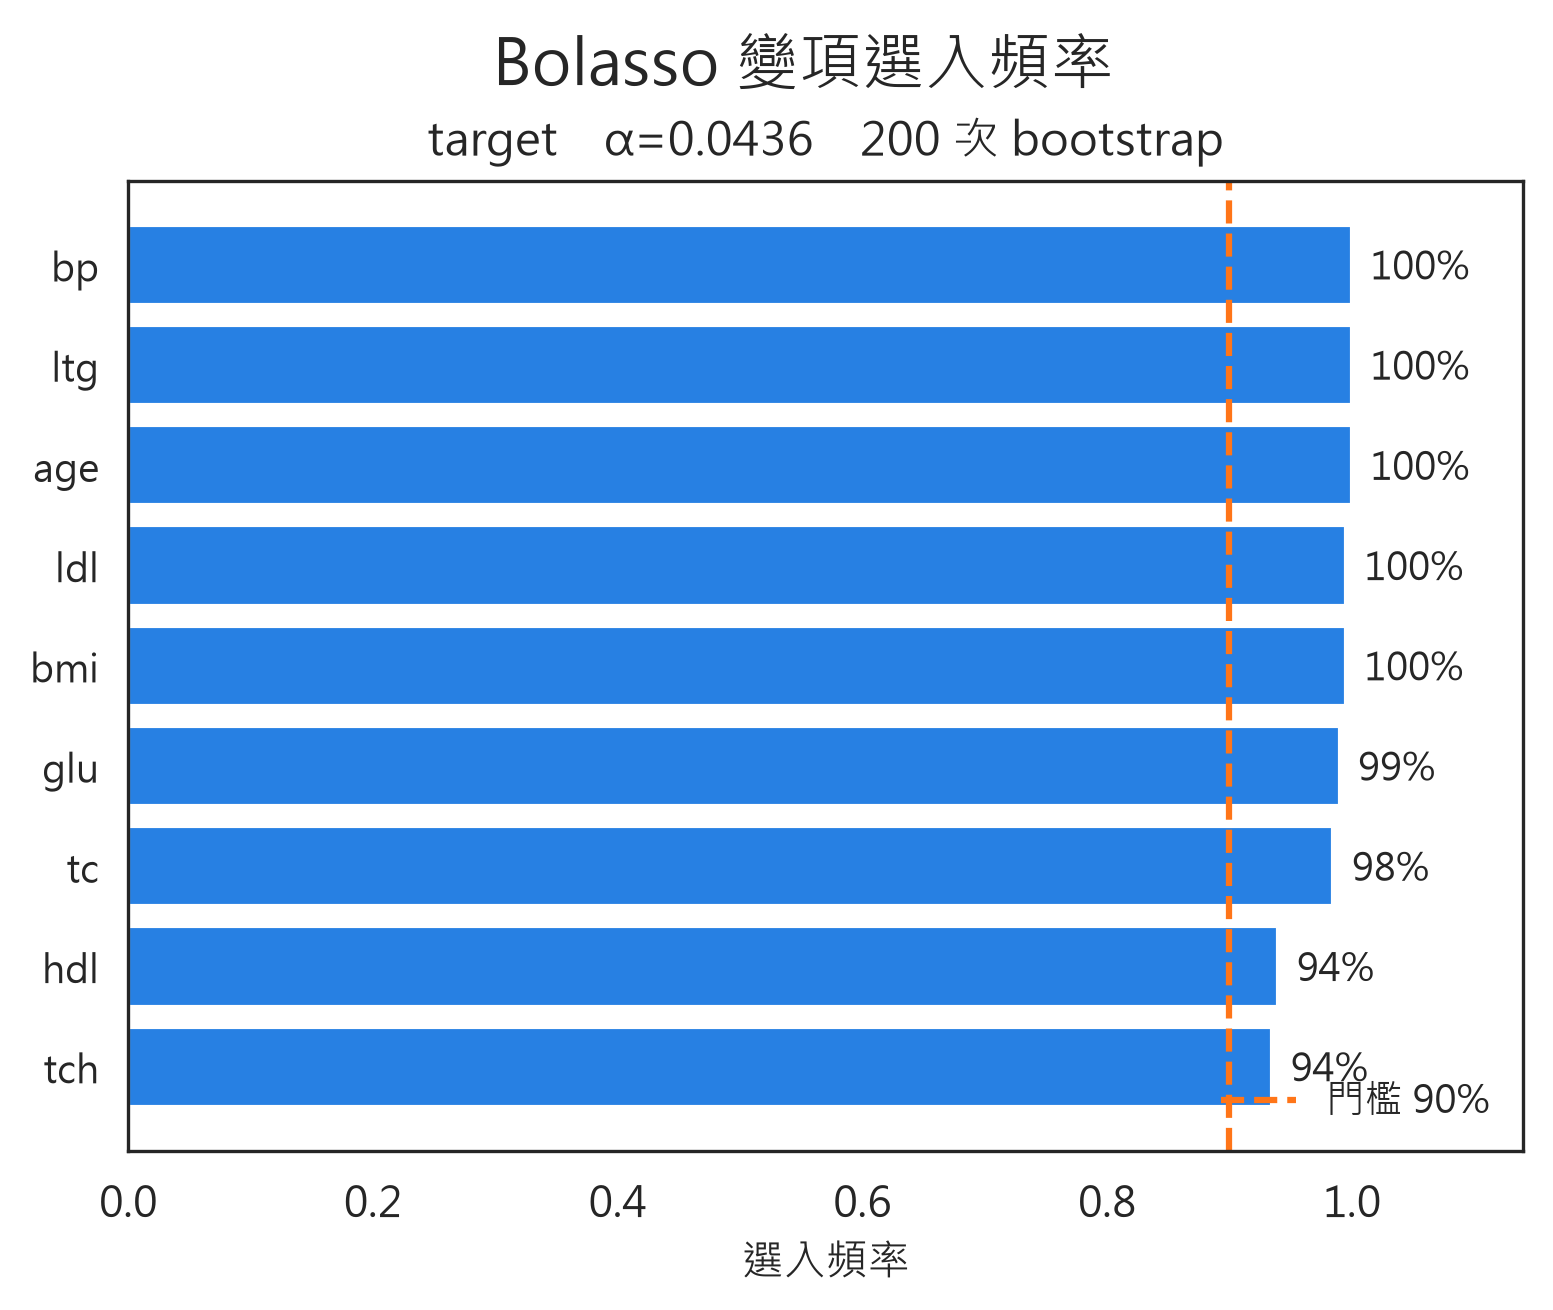 Bolasso 變項選入頻率
target α=0.0436 200 次 bootstrap
bp 100%
ltg 100%
age 100%
ldl 100%
bmi 100%
glu 99%
tc 98%
hdl 94%
tch 94%
門檻 90%
0.0 0.2 0.4 0.6 0.8 1.0
選入頻率